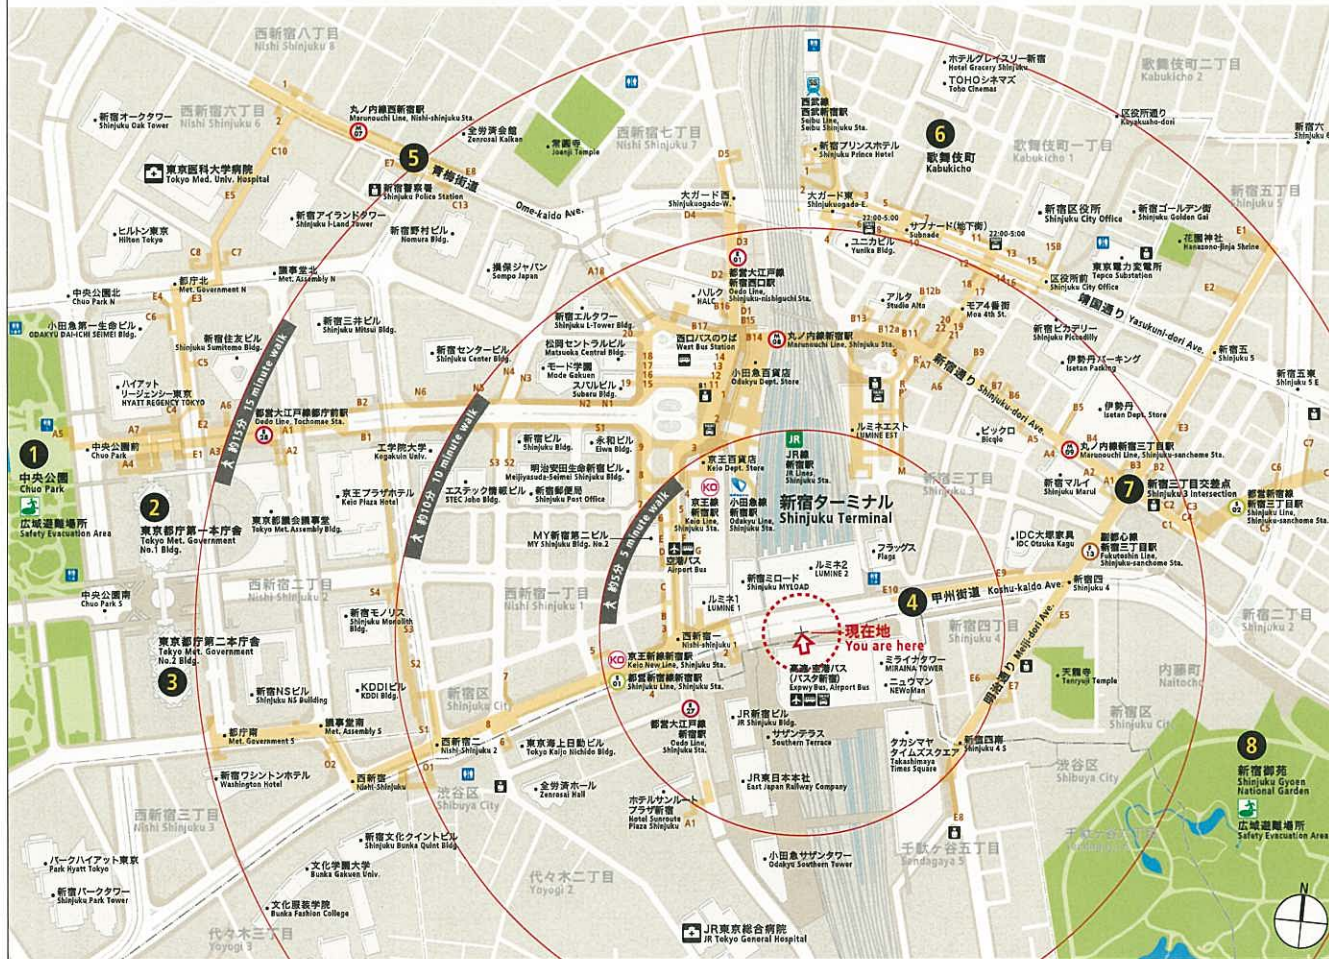 西新宿八丁目
Nishi Shinjuku 8
西新宿六丁目
Nishi Shinjuku 6
新宿オークタワー
Shinjuku Oak Tower
丸ノ内線西新宿駅
Marunouchi Line, Nishi-shinjuku Sta.
全労済会館
Zenrosai Kaikan
常圓寺
Joenji Temple
西新宿七丁目
Nishi Shinjuku 7
西武線
西武新宿駅
Seibu Line,
Seibu Shinjuku Sta.
新宿プリンスホテル
Shinjuku Prince Hotel
ホテルグレイスリー新宿
Hotel Gracery Shinjuku
TOHOシネマズ
Toho Cinemas
歌舞伎町二丁目
Kabukicho 2
区役所通り
Kuyakusho-dori
新宿六
6
歌舞伎町
Kabukicho
歌舞伎町一丁目
Kabukicho 1
新宿五丁目
Shinjuku 5
5
青梅街道
Ome-kaido Ave.
東京医科大学病院
Tokyo Med. Univ. Hospital
新宿警察署
Shinjuku Police Station
新宿アイランドタワー
Shinjuku I-Land Tower
新宿野村ビル
Nomura Bldg.
ヒルトン東京
Hilton Tokyo
大ガード西
Shinjukuogado-W.
大ガード東
Shinjukuogado-E.
サブナード(地下街)
Subnade
22:00-5:00
22:00-5:00
ユニカビル
Yunika Bldg.
新宿区役所
Shinjuku City Office
新宿ゴールデン街
Shinjuku Golden Gai
花園神社
Hanazono-jinja Shrine
東京電力変電所
Tepco Substation
区役所前
Shinjuku City Office
靖国通り Yasukuni-dori Ave.
都庁北
Met. Government N
議事堂北
Met. Assembly N
損保ジャパン
Sompo Japan
中央公園北
Chuo Park N
小田急第一生命ビル
ODAKYU DAI-ICHI SEIMEI Bldg.
新宿住友ビル
Shinjuku Sumitomo Bldg.
新宿三井ビル
Shinjuku Mitsui Bldg.
新宿センタービル
Shinjuku Center Bldg.
新宿エルタワー
Shinjuku L-Tower Bldg.
松岡セントラルビル
Matsuoka Central Bldg.
モード学園
Mode Gakuen
スバルビル
Subaru Bldg.
ハルク
HALC
都営大江戸線
新宿西口駅
Oedo Line,
Shinjuku-nishiguchi Sta.
西口バスのりば
West Bus Station
丸ノ内線新宿駅
Marunouchi Line, Shinjuku Sta.
小田急百貨店
Odakyu Dept. Store
アルタ
Studio Alta
モア4番街
Moa 4th St.
新宿ピカデリー
Shinjuku Piccadilly
伊勢丹パーキング
Isetan Parking
伊勢丹
Isetan Dept. Store
新宿通り Shinjuku-dori Ave.
新宿五
Shinjuku 5
新宿五東
Shinjuku 5 E
ハイアット
リージェンシー東京
HYATT REGENCY TOKYO
都営大江戸線都庁前駅
Oedo Line, Tochomae Sta.
約15分 15 minute walk
約10分 10 minute walk
約5分 5 minute walk
1
中央公園
Chuo Park
広域避難場所
Safety Evacuation Area
中央公園前
Chuo Park
2
東京都庁第一本庁舎
Tokyo Met. Government
No.1 Bldg.
京王プラザホテル
Keio Plaza Hotel
東京都議会議事堂
Tokyo Met. Assembly Bldg.
工学院大学
Kogakuin Univ.
エステック情報ビル
STEC Joho Bldg.
新宿ビル
Shinjuku Bldg.
永和ビル
Eiwa Bldg.
明治安田生命新宿ビル
Meijiyasuda-Seimei Shinjuku Bldg.
新宿郵便局
Shinjuku Post Office
MY新宿第二ビル
MY Shinjuku Bldg. No.2
京王百貨店
Keio Dept. Store
京王線
新宿駅
Keio Line,
Shinjuku Sta.
小田急線
新宿駅
Odakyu Line,
Shinjuku Sta.
JR
JR線
新宿駅
JR Lines,
Shinjuku Sta.
新宿ターミナル
Shinjuku Terminal
ルミネエスト
LUMINE EST
ビックロ
Bicqlo
新宿三丁目
Shinjuku 3
丸ノ内線新宿三丁目駅
Marunouchi Line, Shinjuku-sanchome Sta.
新宿マルイ
Shinjuku Marui
7
新宿三丁目交差点
Shinjuku 3 Intersection
都営新宿線
新宿三丁目駅
Shinjuku Line,
Shinjuku-sanchome Sta.
副都心線
新宿三丁目駅
Fukutoshin Line,
Shinjuku-sanchome Sta.
IDC大塚家具
IDC Otsuka Kagu
フラッグス
Flags
空港バス
Airport Bus
ルミネ2
LUMINE 2
新宿ミロード
Shinjuku MYLOAD
ルミネ1
LUMINE 1
4
甲州街道 Koshu-kaido Ave.
新宿四
Shinjuku 4
新宿二丁目
Shinjuku 2
中央公園南
Chuo Park S
西新宿二丁目
Nishi Shinjuku 2
西新宿一丁目
Nishi Shinjuku 1
新宿モノリス
Shinjuku Monolith
Bldg.
西新宿一
Nishi-shinjuku 1
現在地
You are here
新宿四丁目
Shinjuku 4
明治通り Meiji-dori Ave.
天龍寺
Tenryuji Temple
内藤町
Naitocho
東京都庁第二本庁舎
Tokyo Met. Government
No.2 Bldg.
3
新宿NSビル
Shinjuku NS Building
KDDIビル
KDDI Bldg.
新宿区
Shinjuku City
京王新線新宿駅
Keio New Line, Shinjuku Sta.
都営新宿線新宿駅
Shinjuku Line, Shinjuku Sta.
高速・空港バス
(バスタ新宿)
Expwy Bus, Airport Bus
ミライナタワー
MIRAINA TOWER
ニュウマン
NEWoMan
新宿区
Shinjuku City
都庁南
Met. Government S
議事堂南
Met. Assembly S
西新宿二
Nishi-Shinjuku 2
東京海上日動ビル
Tokyo Kaijo Nichido Bldg.
都営大江戸線
新宿駅
Oedo Line,
Shinjuku Sta.
JR新宿ビル
JR Shinjuku Bldg.
サザンテラス
Southern Terrace
タカシマヤ
タイムズスクエア
Takashimaya
Times Square
新宿四南
Shinjuku 4 S
渋谷区
Shibuya City
8
新宿御苑
Shinjuku Gyoen
National Garden
広域避難場所
Safety Evacuation Area
新宿ワシントンホテル
Washington Hotel
西新宿
Nishi-Shinjuku
渋谷区
Shibuya City
全労済ホール
Zenrosai Hall
JR東日本本社
East Japan Railway Company
ホテルサンルート
プラザ新宿
Hotel Sunroute
Plaza Shinjuku
西新宿三丁目
Nishi Shinjuku 3
新宿文化クイントビル
Shinjuku Bunka Quint Bldg.
パークハイアット東京
Park Hyatt Tokyo
新宿パークタワー
Shinjuku Park Tower
文化学園大学
Bunka Gakuen Univ.
文化服装学院
Bunka Fashion College
代々木二丁目
Yoyogi 2
代々木三丁目
Yoyogi 3
小田急サザンタワー
Odakyu Southern Tower
千駄ヶ谷五丁目
Sendagaya 5
JR東京総合病院
JR Tokyo General Hospital
N